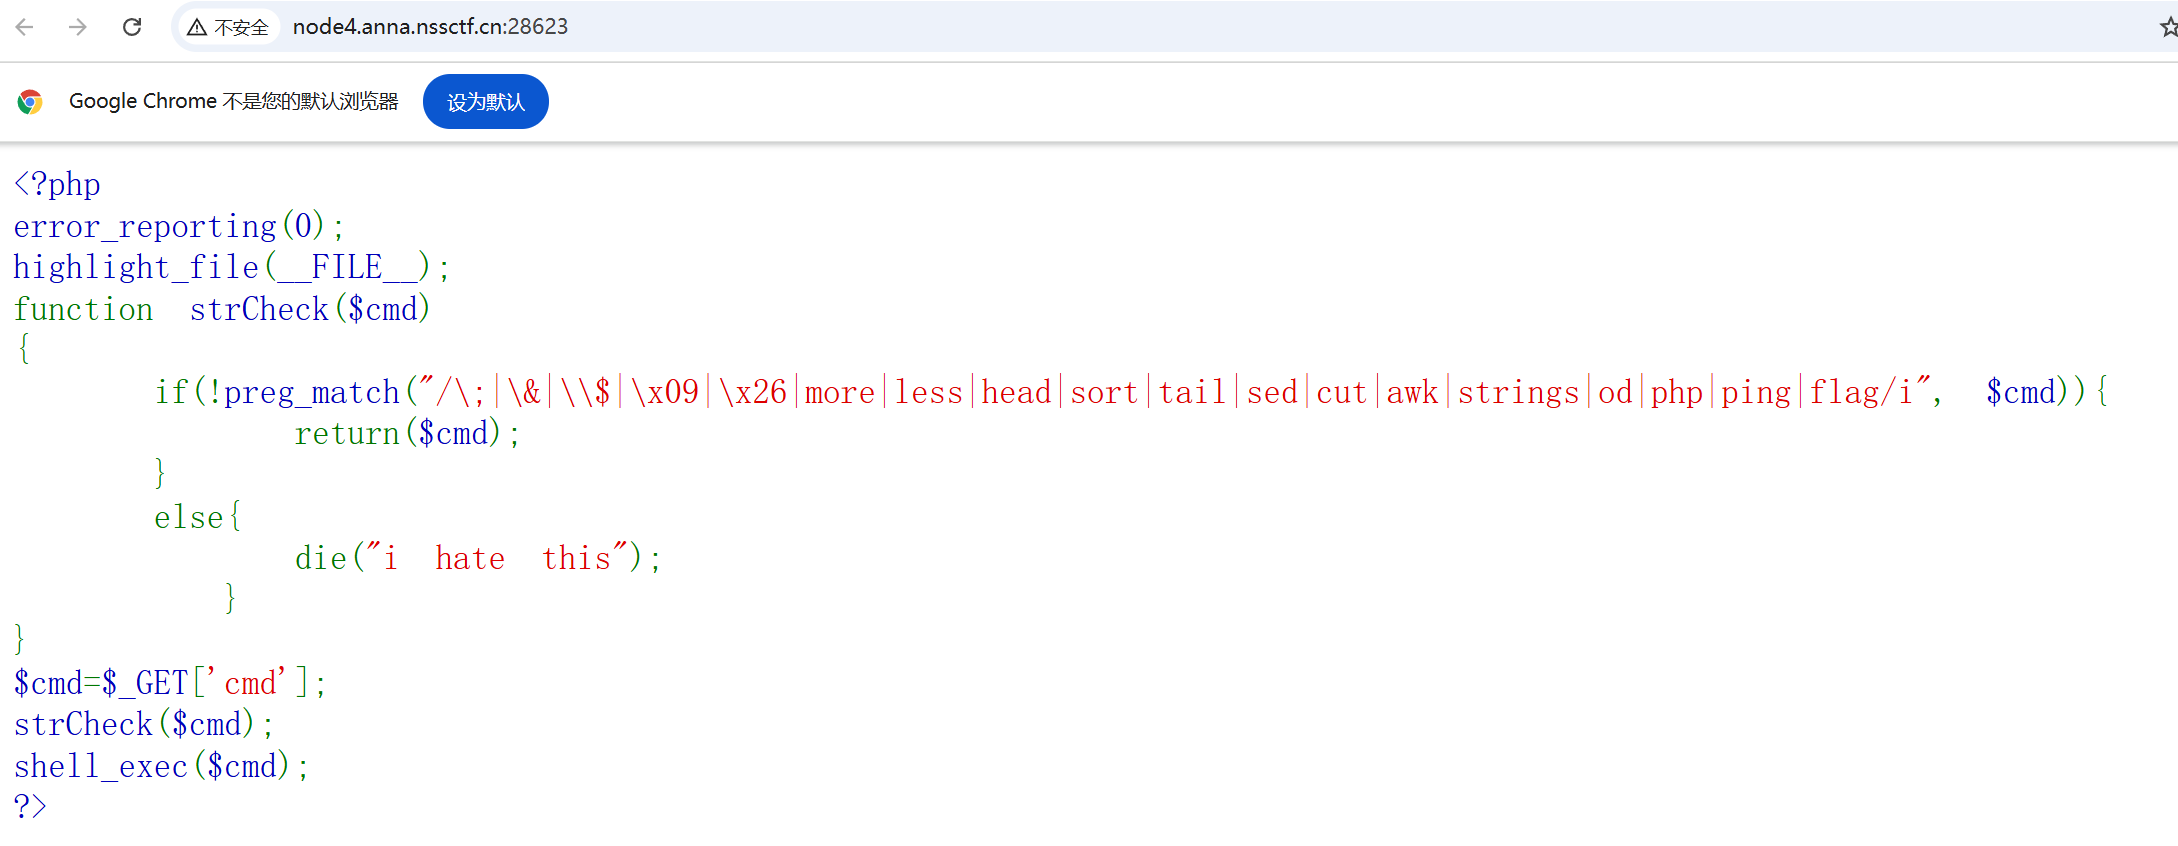 不安全 node4.anna.nssctf.cn:28623
Google Chrome 不是您的默认浏览器 设为默认
<?php
error_reporting(0);
highlight_file(__FILE__);
function strCheck($cmd)
{
if(!preg_match("/\;|\&|\\$|\x09|\x26|more|less|head|sort|tail|sed|cut|awk|strings|od|php|ping|flag/i", $cmd)){
return($cmd);
}
else{
die("i hate this");
}
}
$cmd=$_GET['cmd'];
strCheck($cmd);
shell_exec($cmd);
?>